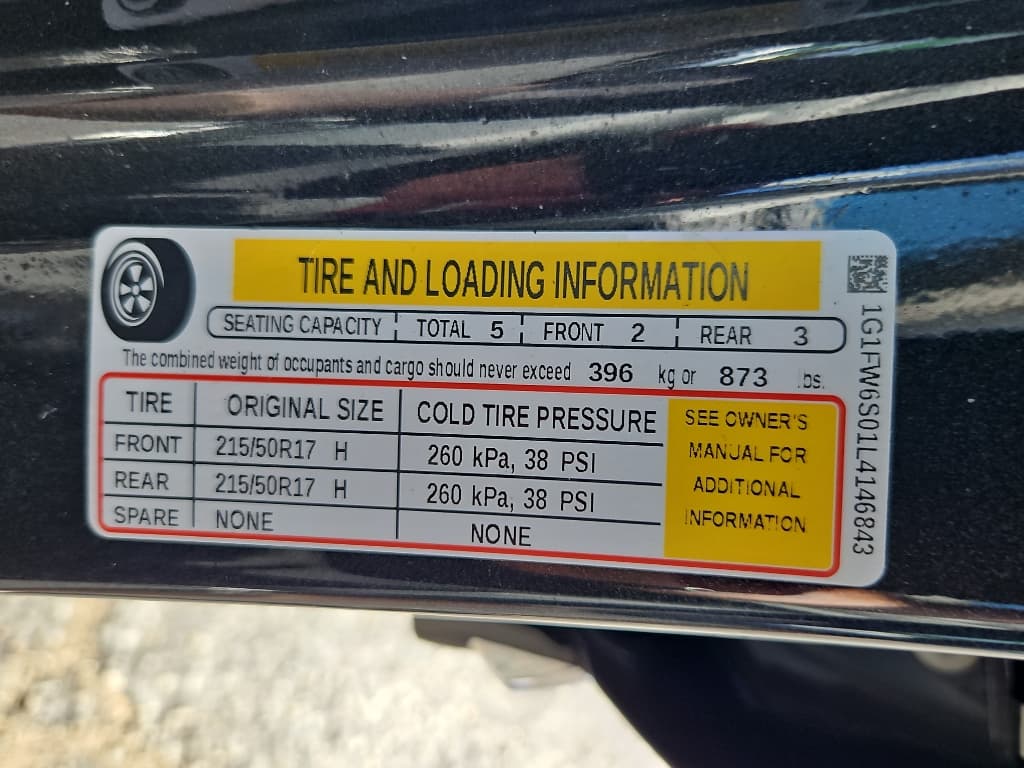 TIRE AND LOADING INFORMATION
SEATING CAPACITY TOTAL 5 FRONT 2 REAR 3
The combined weight of occupants and cargo should never exceed 396 kg or 873 lbs.
TIRE ORIGINAL SIZE COLD TIRE PRESSURE
FRONT 215/50R17 H 260 kPa, 38 PSI
REAR 215/50R17 H 260 kPa, 38 PSI
SPARE NONE NONE
SEE OWNER'S
MANUAL FOR
ADDITIONAL
INFORMATION
1G1FW6S01L4146843